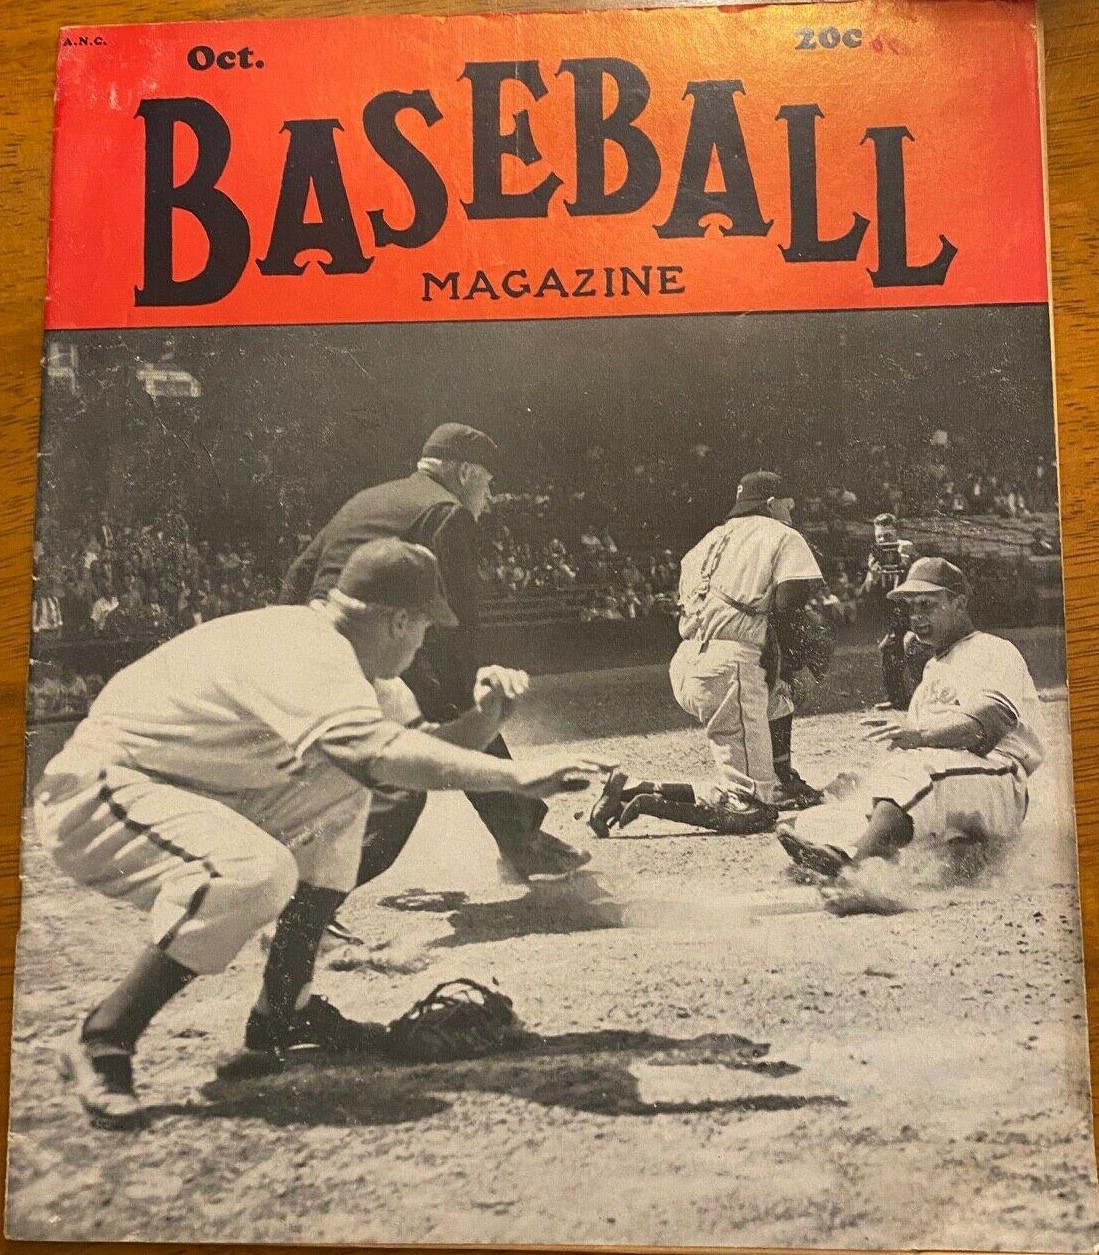 A.N.C.
Oct.
20c
BASEBALL
MAGAZINE